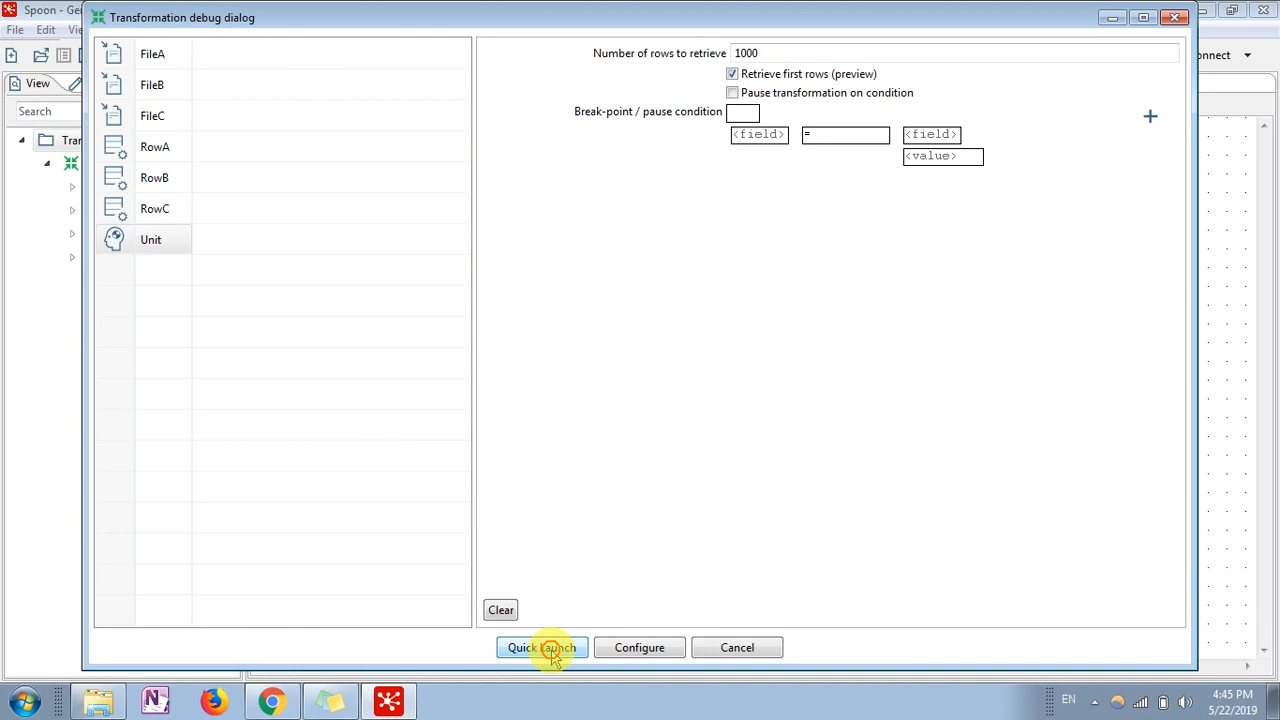 Spoon - Ge
Transformation debug dialog
File Edit Vi
FileA
Number of rows to retrieve 1000
onnect
Retrieve first rows (preview)
View
FileB
Pause transformation on condition
Search
FileC
Break-point / pause condition
<field> = <field>
Tran
RowA
<value>
RowB
RowC
Unit
Clear
Quick Launch Configure Cancel
EN
4:45 PM
5/22/2019